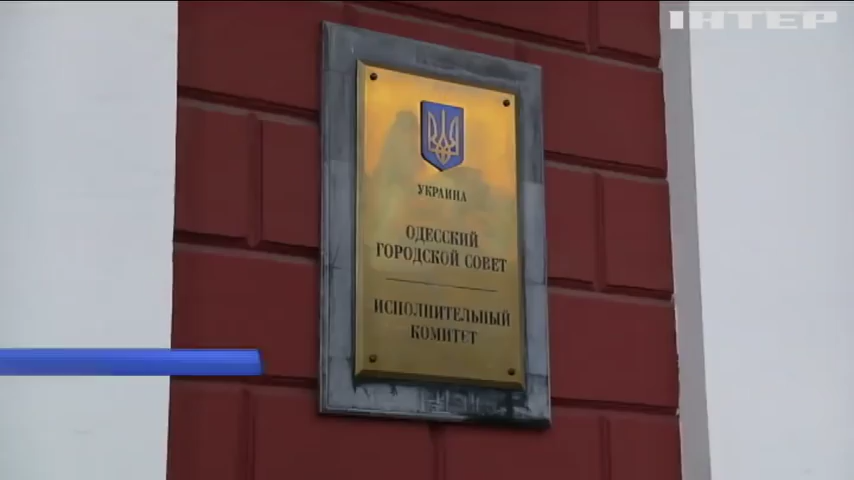 ІНТЕР
УКРАИНА
ОДЕССКИЙ
ГОРОДСКОЙ СОВЕТ
ИСПОЛНИТЕЛЬНЫЙ
КОМИТЕТ